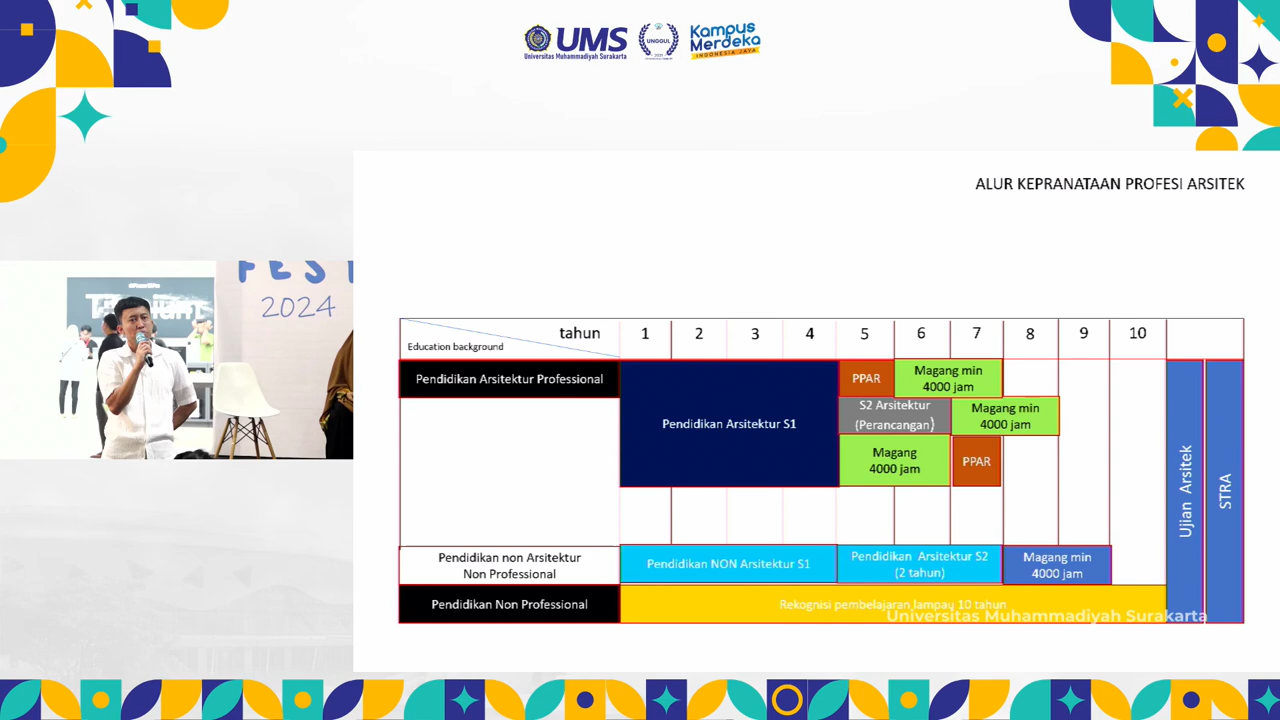 UMS
Universitas Muhammadiyah Surakarta
UNGGUL
Kampus
Merdeka
INDONESIA JAYA
ALUR KEPRANATAAN PROFESI ARSITEK
FEST
2024
tahun 1 2 3 4 5 6 7 8 9 10
Education background
Pendidikan Arsitektur Professional
Pendidikan Arsitektur S1
PPAR
Magang min
4000 jam
S2 Arsitektur
(Perancangan)
Magang min
4000 jam
Magang
4000 jam
PPAR
Pendidikan non Arsitektur
Non Professional
Pendidikan NON Arsitektur S1
Pendidikan Arsitektur S2
(2 tahun)
Magang min
4000 jam
Pendidikan Non Professional
Rekognisi pembelajaran lampau 10 tahun
Ujian Arsitek
STRA
Universitas Muhammadiyah Surakarta